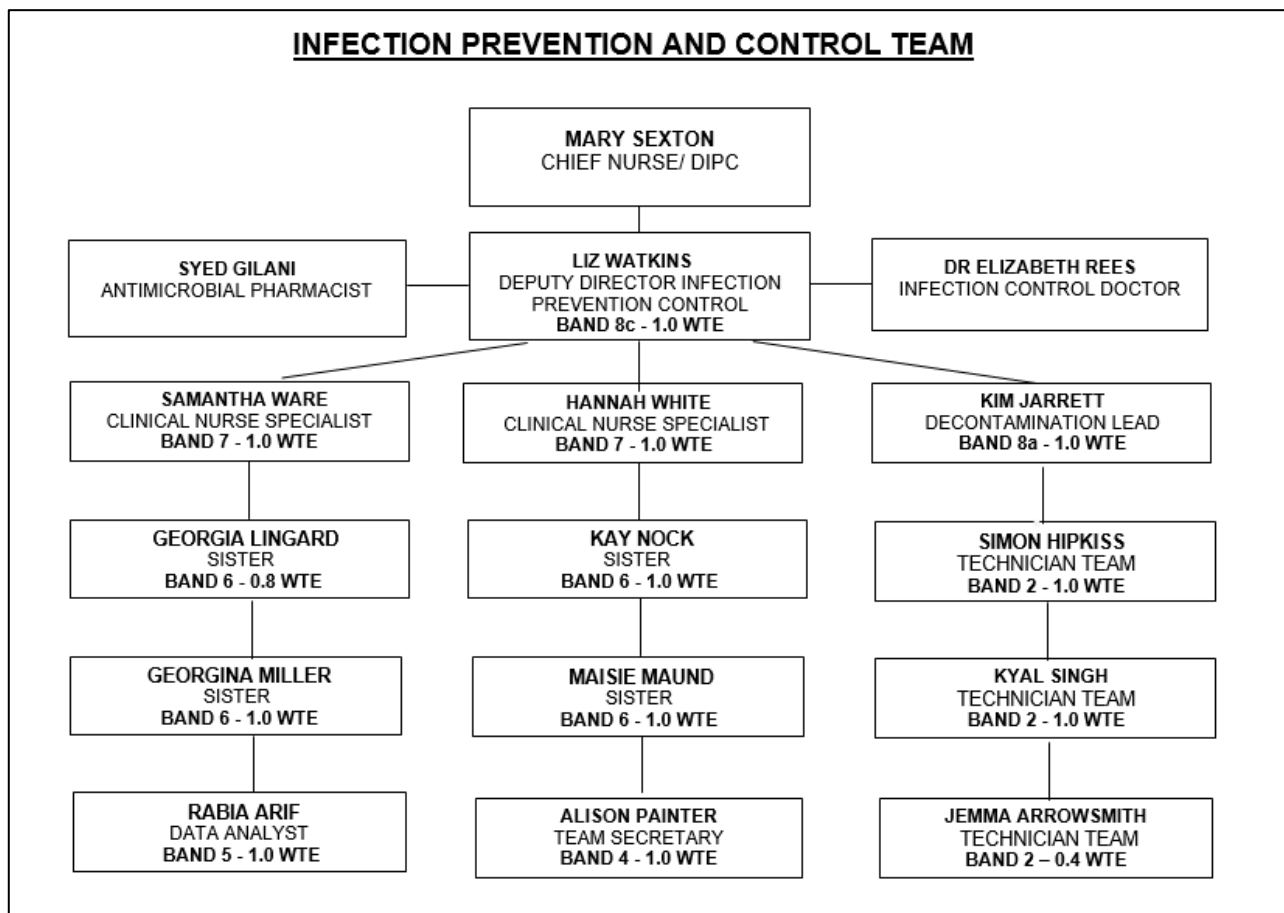 INFECTION PREVENTION AND CONTROL TEAM
MARY SEXTON
CHIEF NURSE/ DIPC
SYED GILANI
ANTIMICROBIAL PHARMACIST
LIZ WATKINS
DEPUTY DIRECTOR INFECTION
PREVENTION CONTROL
BAND 8c - 1.0 WTE
DR ELIZABETH REES
INFECTION CONTROL DOCTOR
SAMANTHA WARE
CLINICAL NURSE SPECIALIST
BAND 7 - 1.0 WTE
HANNAH WHITE
CLINICAL NURSE SPECIALIST
BAND 7 - 1.0 WTE
KIM JARRETT
DECONTAMINATION LEAD
BAND 8a - 1.0 WTE
GEORGIA LINGARD
SISTER
BAND 6 - 0.8 WTE
KAY NOCK
SISTER
BAND 6 - 1.0 WTE
SIMON HIPKISS
TECHNICIAN TEAM
BAND 2 - 1.0 WTE
GEORGINA MILLER
SISTER
BAND 6 - 1.0 WTE
MAISIE MAUND
SISTER
BAND 6 - 1.0 WTE
KYAL SINGH
TECHNICIAN TEAM
BAND 2 - 1.0 WTE
RABIA ARIF
DATA ANALYST
BAND 5 - 1.0 WTE
ALISON PAINTER
TEAM SECRETARY
BAND 4 - 1.0 WTE
JEMMA ARROWSMITH
TECHNICIAN TEAM
BAND 2 – 0.4 WTE